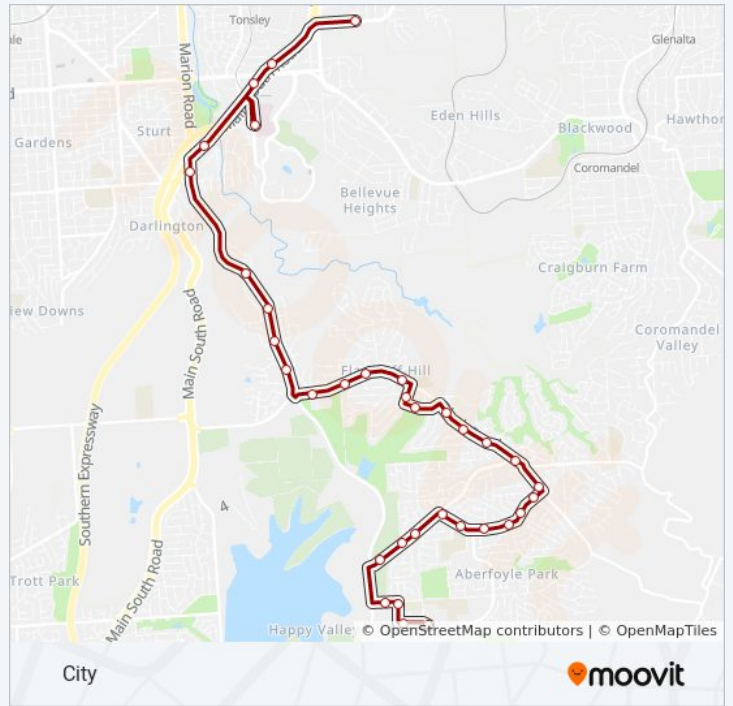 Tonsley
Glenalta
Marion Road
Eden Hills
Hawthor
Blackwood
Sturt
Gardens
Coromandel
Bellevue
Heights
Darlington
Craigburn Farm
iew Downs
Main South Road
Coromandel
Valley
Southern Expressway
4
Trott Park
Main South Road
Aberfoyle Park
Happy Valley
© OpenStreetMap contributors | © OpenMapTiles
City
moovit